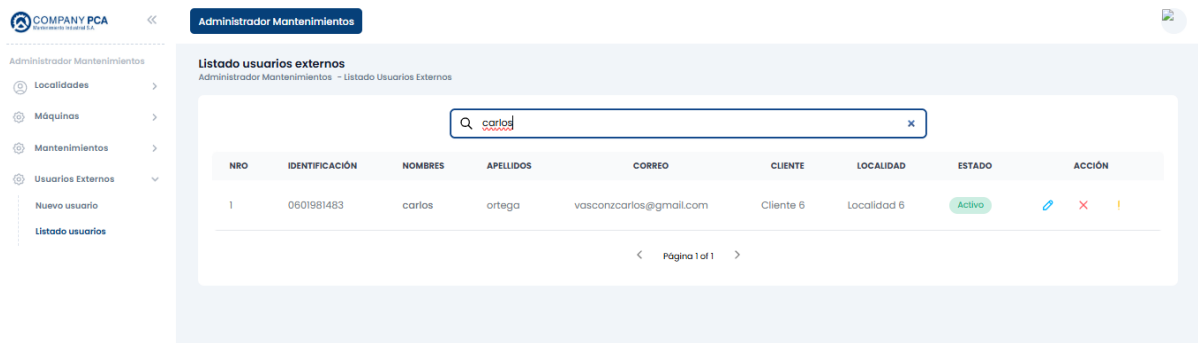 COMPANY PCA
Mantenimiento Industrial S.A.
Administrador Mantenimientos
Localidades
Máquinas
Mantenimientos
Usuarios Externos
Nuevo usuario
Listado usuarios
Administrador Mantenimientos
Listado usuarios externos
Administrador Mantenimientos - Listado Usuarios Externos
carlos
NRO IDENTIFICACIÓN NOMBRES APELLIDOS CORREO CLIENTE LOCALIDAD ESTADO ACCIÓN
1 0601981483 carlos ortega vasconzcarlos@gmail.com Cliente 6 Localidad 6 Activo
Página 1 of 1